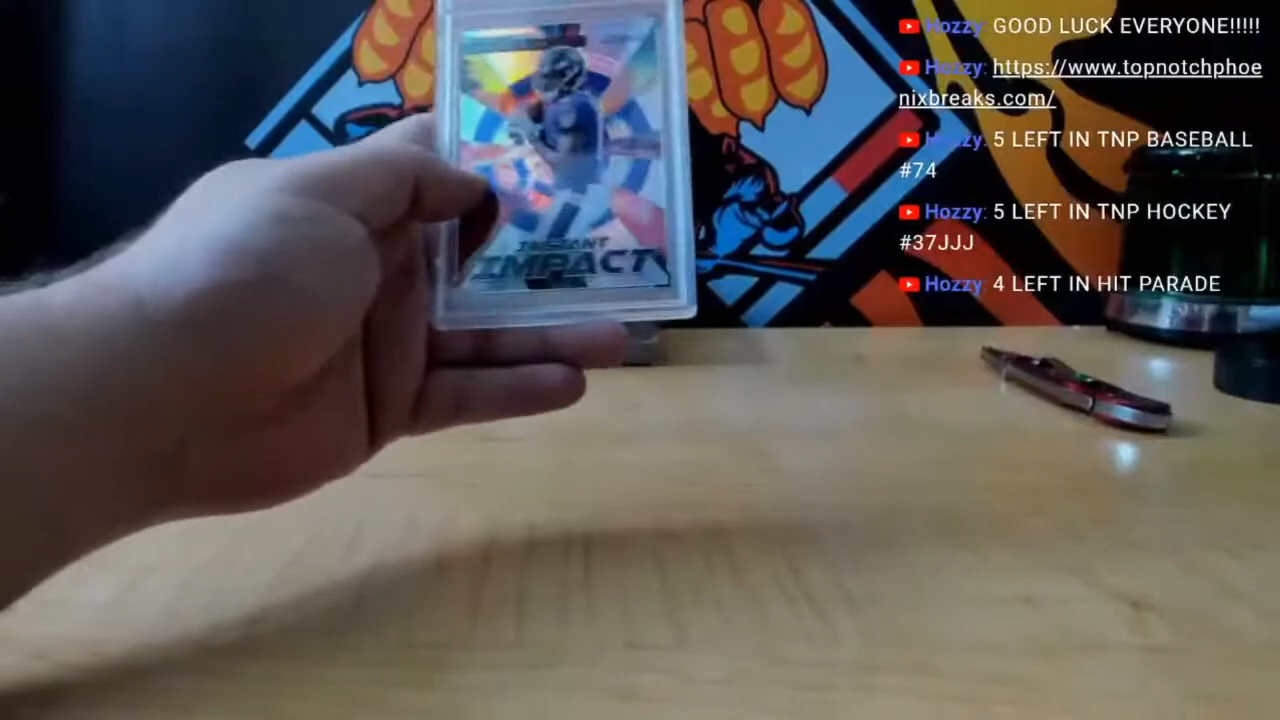 Hozzy: GOOD LUCK EVERYONE!!!!!
Hozzy: https://www.topnotchphoe
nixbreaks.com/
Hozzy: 5 LEFT IN TNP BASEBALL
#74
Hozzy: 5 LEFT IN TNP HOCKEY
#37JJJ
Hozzy: 4 LEFT IN HIT PARADE
INSTANT
IMPACT